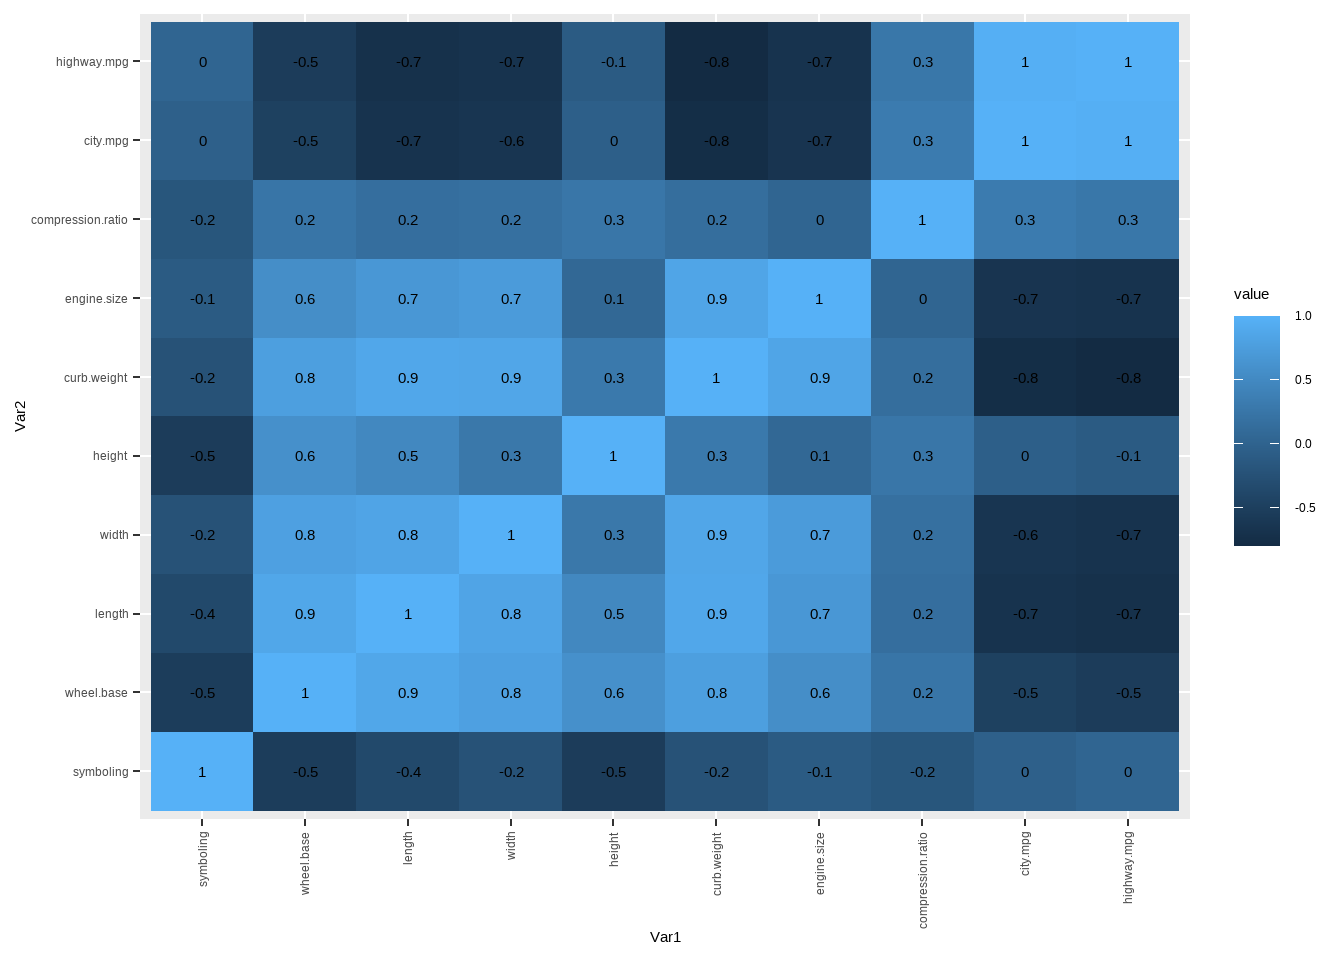 highway.mpg 0 -0.5 -0.7 -0.7 -0.1 -0.8 -0.7 0.3 1 1
city.mpg 0 -0.5 -0.7 -0.6 0 -0.8 -0.7 0.3 1 1
compression.ratio -0.2 0.2 0.2 0.2 0.3 0.2 0 1 0.3 0.3
engine.size -0.1 0.6 0.7 0.7 0.1 0.9 1 0 -0.7 -0.7
curb.weight -0.2 0.8 0.9 0.9 0.3 1 0.9 0.2 -0.8 -0.8
height -0.5 0.6 0.5 0.3 1 0.3 0.1 0.3 0 -0.1
width -0.2 0.8 0.8 1 0.3 0.9 0.7 0.2 -0.6 -0.7
length -0.4 0.9 1 0.8 0.5 0.9 0.7 0.2 -0.7 -0.7
wheel.base -0.5 1 0.9 0.8 0.6 0.8 0.6 0.2 -0.5 -0.5
symboling 1 -0.5 -0.4 -0.2 -0.5 -0.2 -0.1 -0.2 0 0
symboling wheel.base length width height curb.weight engine.size compression.ratio city.mpg highway.mpg
Var1
Var2
value
1.0
0.5
0.0
-0.5